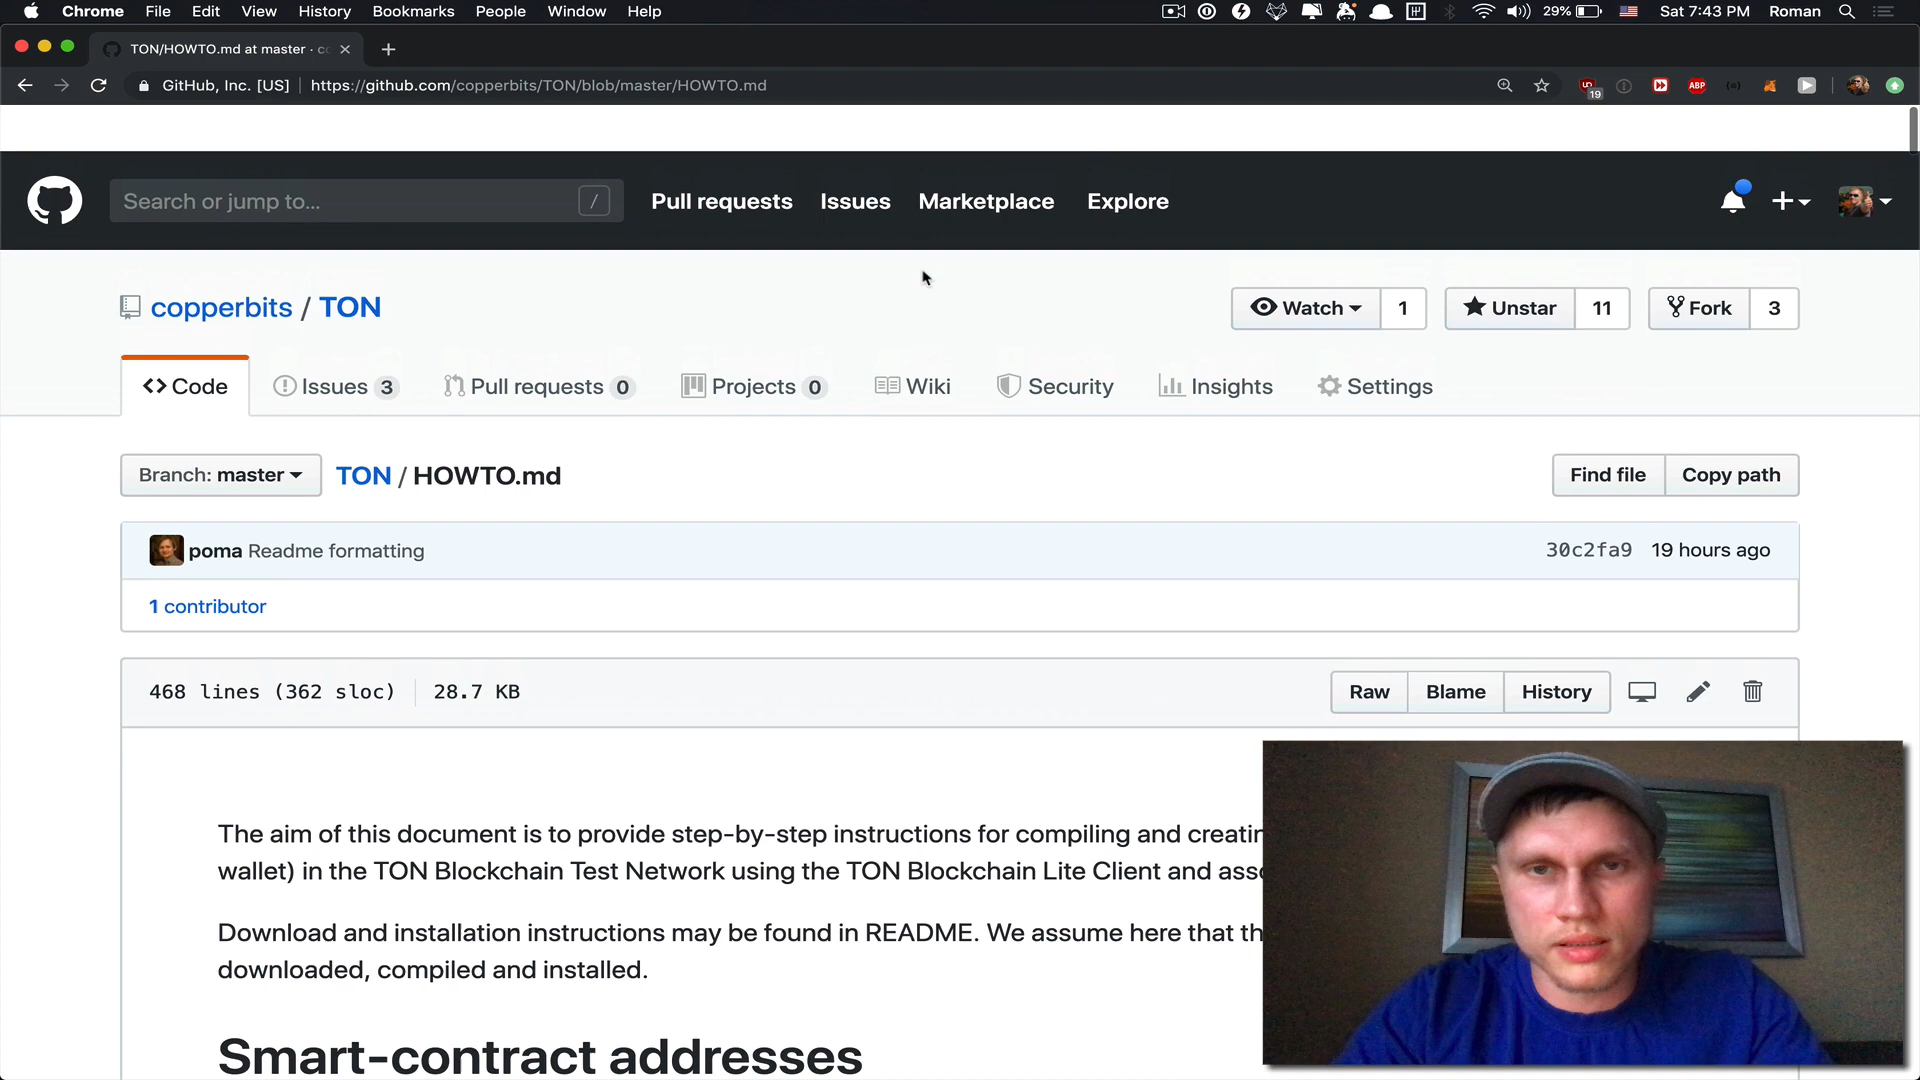 Chrome File Edit View History Bookmarks People Window Help 29% Sat 7:43 PM Roman
TON/HOWTO.md at master ·
GitHub, Inc. [US] https://github.com/copperbits/TON/blob/master/HOWTO.md 19 ABP
Search or jump to... / Pull requests Issues Marketplace Explore
copperbits / TON Watch 1 Unstar 11 Fork 3
Code Issues 3 Pull requests 0 Projects 0 Wiki Security Insights Settings
Branch: master TON / HOWTO.md Find file Copy path
poma Readme formatting 30c2fa9 19 hours ago
1 contributor
468 lines (362 sloc) 28.7 KB Raw Blame History
The aim of this document is to provide step-by-step instructions for compiling and creatin
wallet) in the TON Blockchain Test Network using the TON Blockchain Lite Client and asso
Download and installation instructions may be found in README. We assume here that th
downloaded, compiled and installed.
Smart-contract addresses